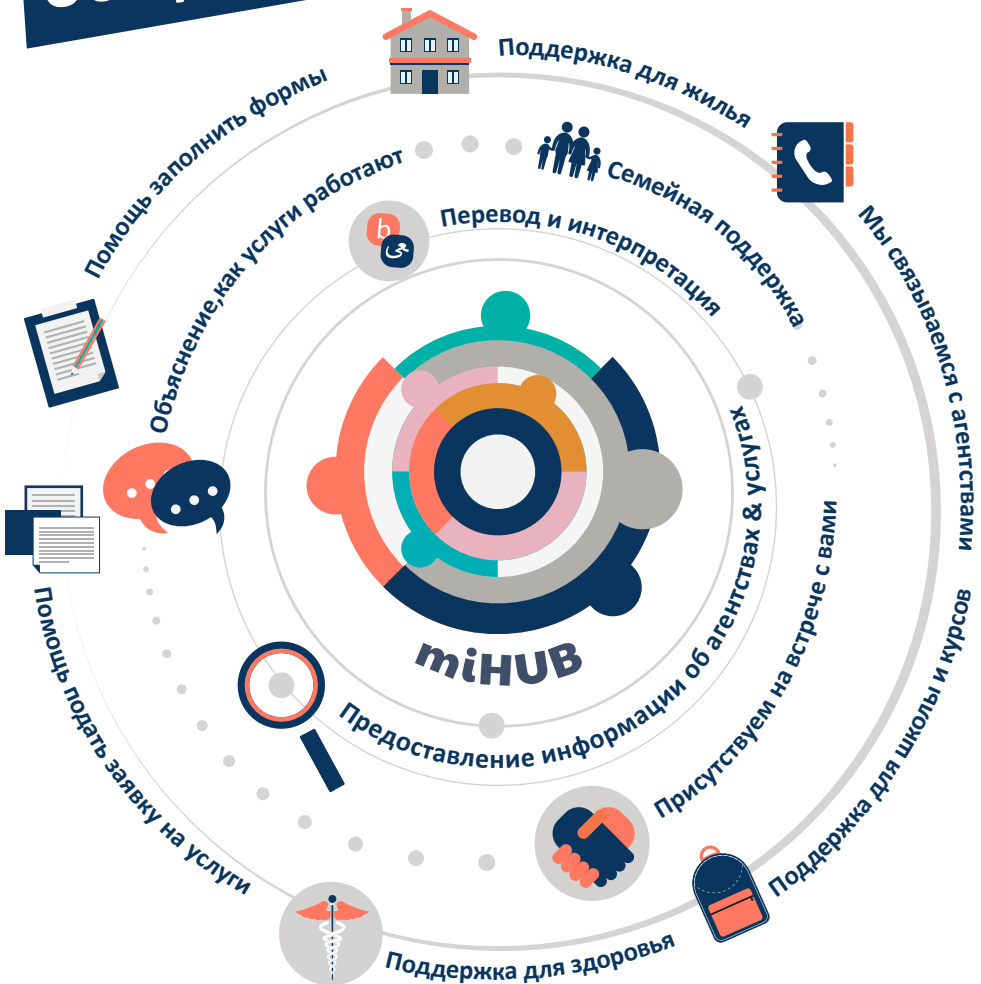 Поддержка для жилья
Мы связываемся с агентствами
Поддержка для школы и курсов
Поддержка для здоровья
Помощь подать заявку на услуги
Помощь заполнить формы
Семейная поддержка
Присутствуем на встрече с вами
Объяснение,как услуги работают
Перевод и интерпретация
Предоставление информации об агентствах & услугах
b
miHUB